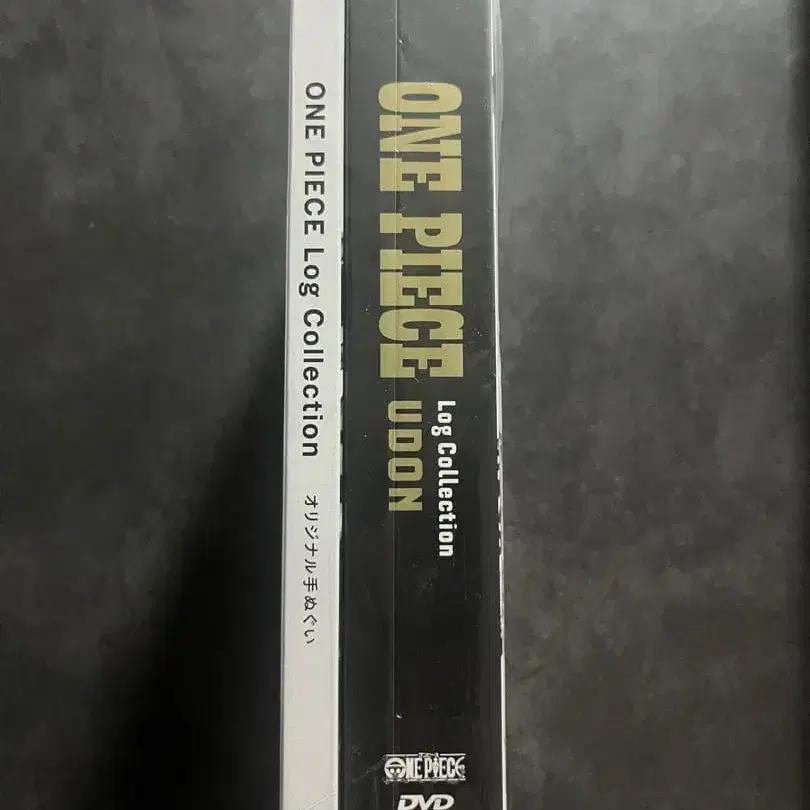 ONE PIECE Log Collection オリジナル手ぬぐい
ONE PIECE
Log Collection
UDON
ONE PIECE
DVD